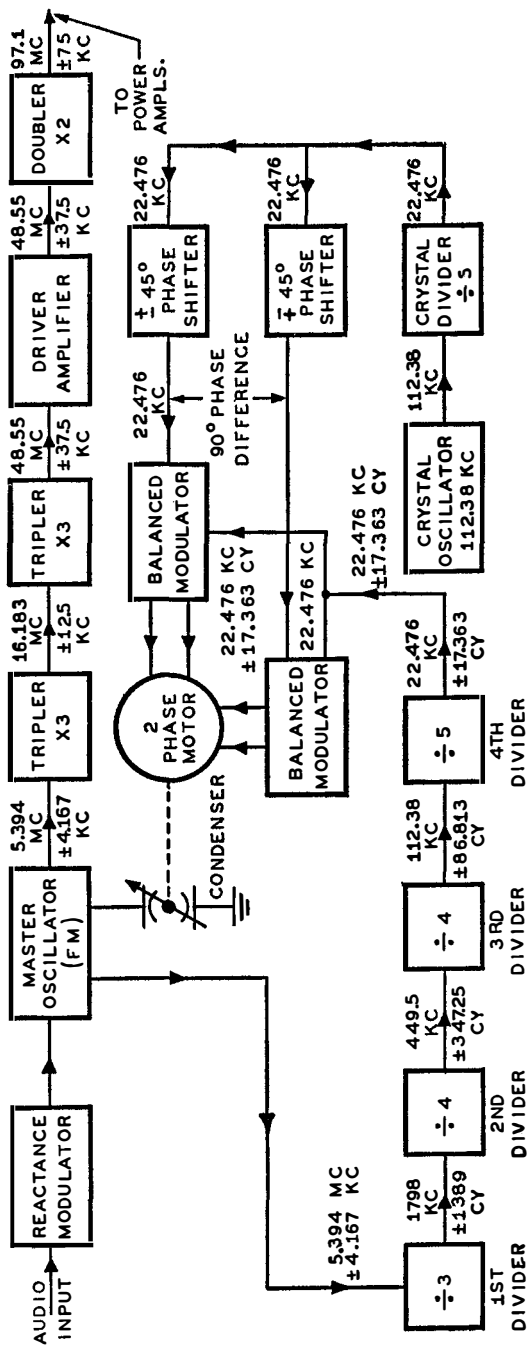 AUDIO
INPUT
REACTANCE
MODULATOR
MASTER
OSCILLATOR
(FM)
5.394
MC
±4.167
KC
TRIPLER
X3
16.183
MC
±12.5
KC
TRIPLER
X3
48.55
MC
±37.5
KC
DRIVER
AMPLIFIER
48.55
MC
±37.5
KC
DOUBLER
X2
97.1
MC
±75
KC
TO
POWER
AMPLS.
CONDENSER
2
PHASE
MOTOR
BALANCED
MODULATOR
22.476
KC
± 45°
PHASE
SHIFTER
22.476
KC
22.476 KC
±17.363 CY
90° PHASE
DIFFERENCE
BALANCED
MODULATOR
22.476 KC
∓ 45°
PHASE
SHIFTER
22.476
KC
5.394 MC
±4.167 KC
÷3
1ST
DIVIDER
1798
KC
±1389
CY
÷4
2ND
DIVIDER
449.5
KC
±347.25
CY
÷4
3RD
DIVIDER
112.38
KC
±86.813
CY
÷5
4TH
DIVIDER
22.476
KC
±17.363
CY
22.476 KC
±17.363 CY
CRYSTAL
OSCILLATOR
112.38 KC
112.38
KC
CRYSTAL
DIVIDER
÷5
22.476
KC